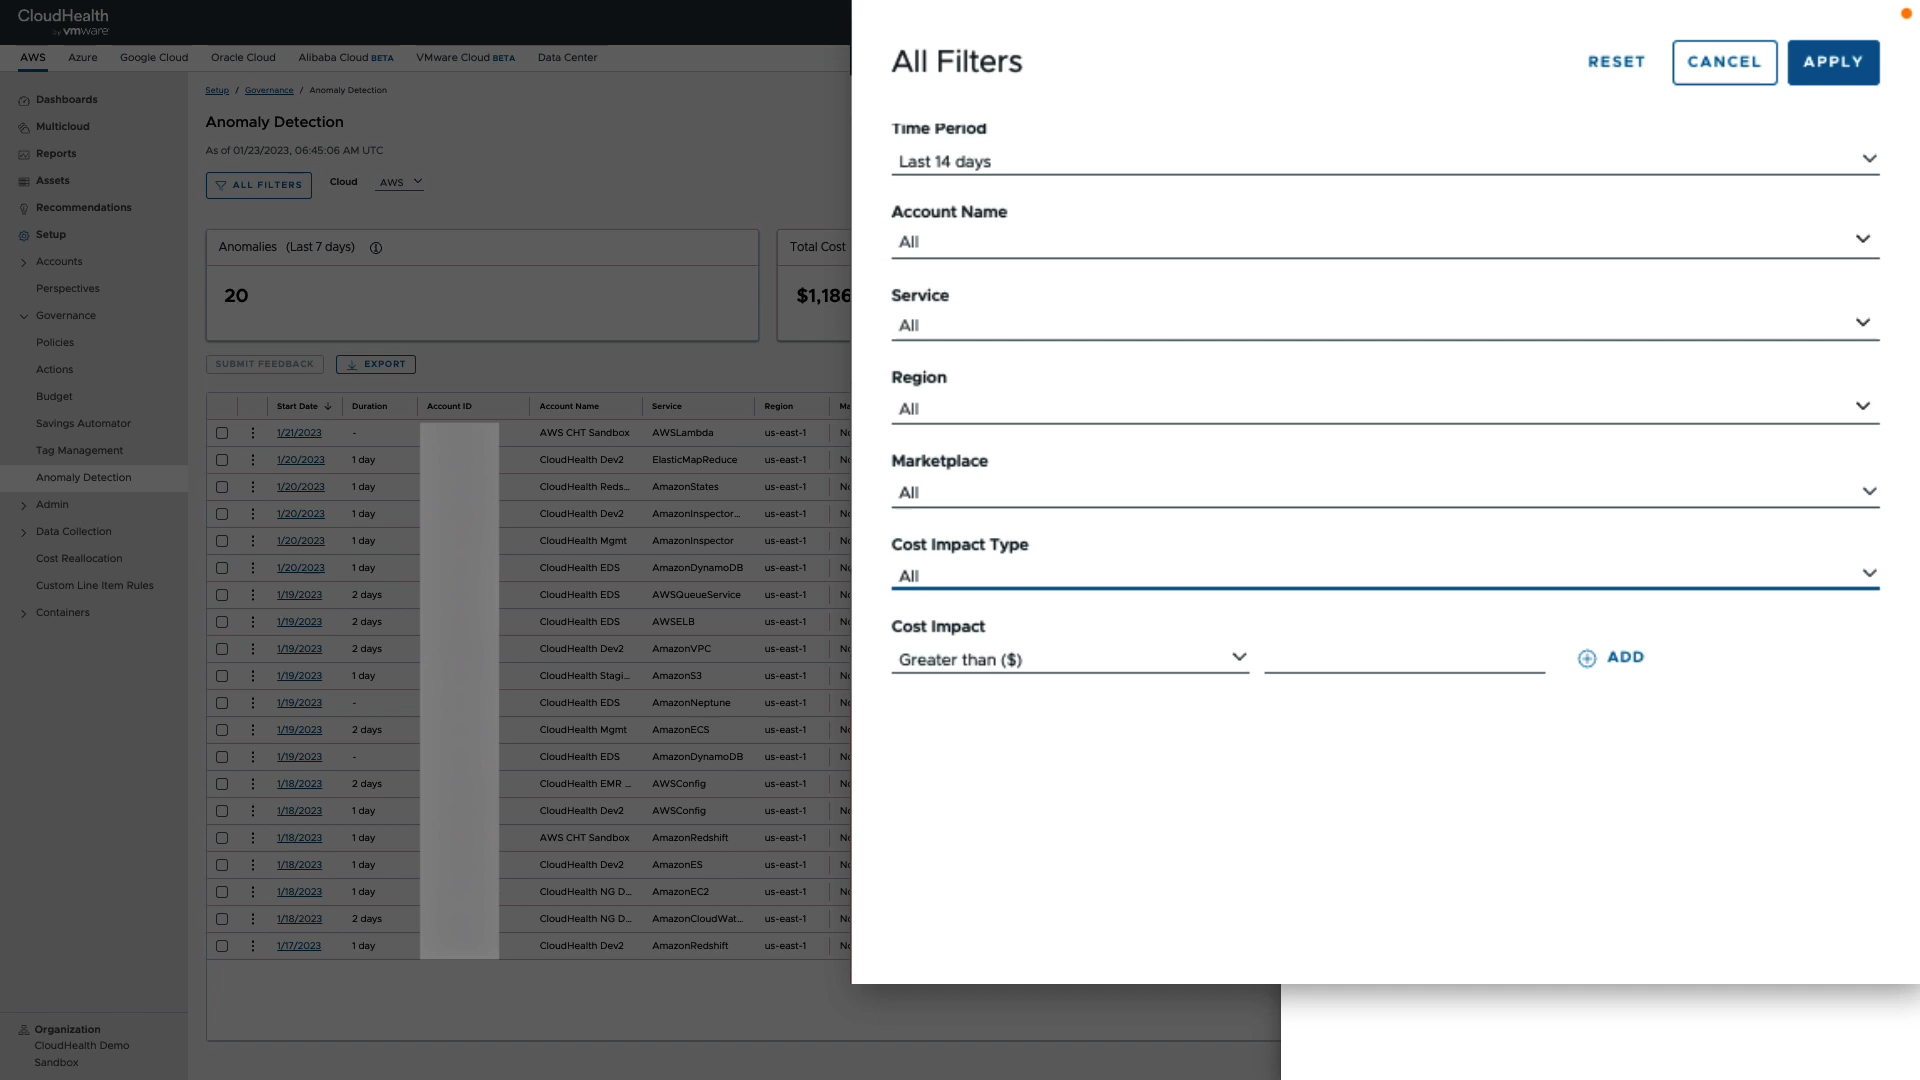 CloudHealth
by vmware
AWS Azure Google Cloud Oracle Cloud Alibaba Cloud BETA VMware Cloud BETA Data Center
Dashboards
Multicloud
Reports
Assets
Recommendations
Setup
Accounts
Perspectives
Governance
Policies
Actions
Budget
Savings Automator
Tag Management
Anomaly Detection
Admin
Data Collection
Cost Reallocation
Custom Line Item Rules
Containers
Organization
CloudHealth Demo
Sandbox
Setup / Governance / Anomaly Detection
Anomaly Detection
As of 01/23/2023, 06:45:06 AM UTC
ALL FILTERS Cloud AWS
Anomalies (Last 7 days)
20
Total Cost
$1,186
SUBMIT FEEDBACK EXPORT
Start Date Duration Account ID Account Name Service Region
1/21/2023 - AWS CHT Sandbox AWSLambda us-east-1
1/20/2023 1 day CloudHealth Dev2 ElasticMapReduce us-east-1
1/20/2023 1 day CloudHealth Reds... AmazonStates us-east-1
1/20/2023 1 day CloudHealth Dev2 AmazonInspector... us-east-1
1/20/2023 1 day CloudHealth Mgmt AmazonInspector us-east-1
1/20/2023 1 day CloudHealth EDS AmazonDynamoDB us-east-1
1/19/2023 2 days CloudHealth EDS AWSQueueService us-east-1
1/19/2023 2 days CloudHealth EDS AWSELB us-east-1
1/19/2023 2 days CloudHealth Dev2 AmazonVPC us-east-1
1/19/2023 1 day CloudHealth Stagi... AmazonS3 us-east-1
1/19/2023 - CloudHealth EDS AmazonNeptune us-east-1
1/19/2023 2 days CloudHealth Mgmt AmazonECS us-east-1
1/19/2023 - CloudHealth EDS AmazonDynamoDB us-east-1
1/18/2023 2 days CloudHealth EMR ... AWSConfig us-east-1
1/18/2023 1 day CloudHealth Dev2 AWSConfig us-east-1
1/18/2023 1 day AWS CHT Sandbox AmazonRedshift us-east-1
1/18/2023 1 day CloudHealth Dev2 AmazonES us-east-1
1/18/2023 1 day CloudHealth NG D... AmazonEC2 us-east-1
1/18/2023 2 days CloudHealth NG D... AmazonCloudWat... us-east-1
1/17/2023 1 day CloudHealth Dev2 AmazonRedshift us-east-1
All Filters
RESET CANCEL APPLY
Time Period
Last 14 days
Account Name
All
Service
All
Region
All
Marketplace
All
Cost Impact Type
All
Cost Impact
Greater than ($) ADD